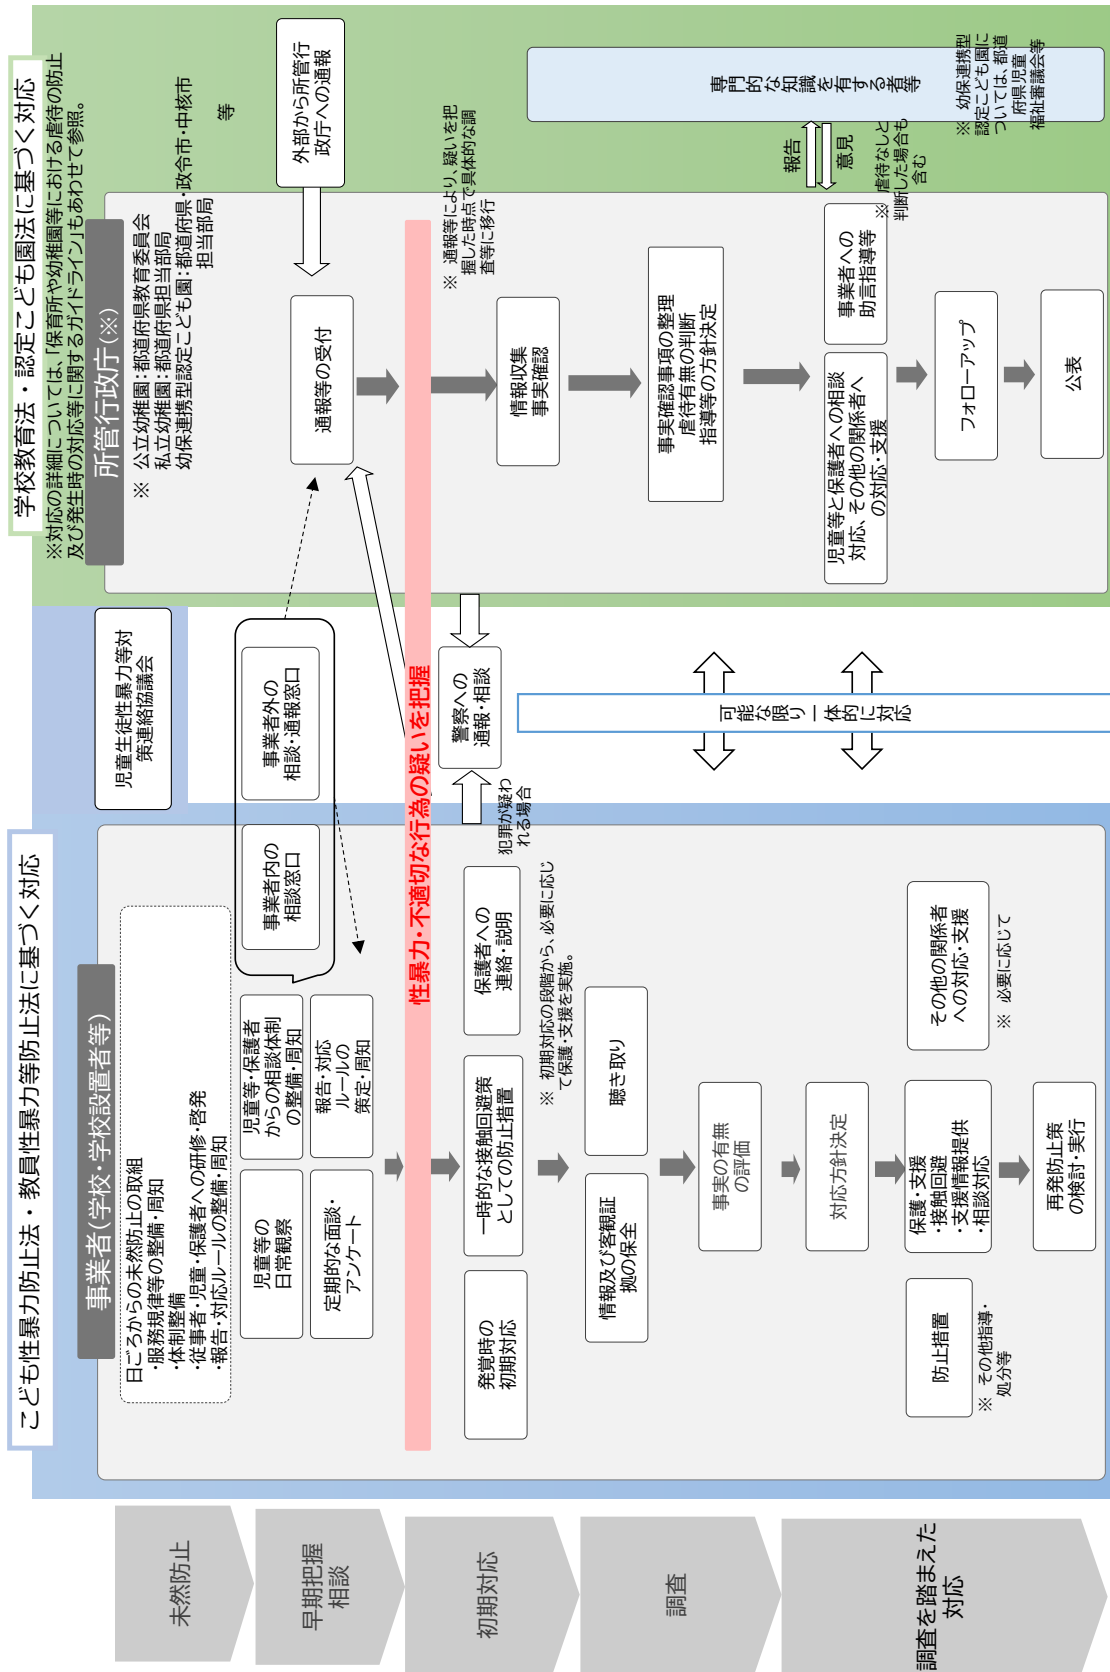 こども性暴力防止法・教員性暴力等防止法に基づく対応
学校教育法・認定こども園法に基づく対応
※対応の詳細については、「保育所や幼稚園等における虐待の防止
及び発生時の対応等に関するガイドライン」もあわせて参照。
未然防止
早期把握
相談
初期対応
調査
調査を踏まえた
対応
事業者(学校・学校設置者等)
日ごろからの未然防止の取組
・服務規律等の整備・周知
・体制整備
・従事者・児童・保護者への研修・啓発
・報告・対応ルールの整備・周知
児童等の
日常観察
児童等・保護者
からの相談体制
の整備・周知
定期的な面談・
アンケート
報告・対応
ルールの
策定・周知
事業者内の
相談窓口
事業者外の
相談・通報窓口
児童生徒性暴力等対
策連絡協議会
性暴力・不適切な行為の疑いを把握
発覚時の
初期対応
一時的な接触回避策
としての防止措置
保護者への
連絡・説明
※ 初期対応の段階から、必要に応じ
て保護・支援を実施。
犯罪が疑わ
れる場合
警察への
通報・相談
情報及び客観証
拠の保全
聴き取り
事実の有無
の評価
対応方針決定
防止措置
※ その他指導・
処分等
保護・支援
・接触回避
・支援情報提供
・相談対応
その他の関係者
への対応・支援
※ 必要に応じて
再発防止策
の検討・実行
可能な限り一体的に対応
所管行政庁(※)
※ 公立幼稚園:都道府県教育委員会
私立幼稚園:都道府県担当部局
幼保連携型認定こども園:都道府県・政令市・中核市
担当部局
等
通報等の受付
外部から所管行
政庁への通報
※ 通報等により、疑いを把
握した時点で具体的な調
査等に移行
情報収集
事実確認
事実確認事項の整理
虐待有無の判断
指導等の方針決定
児童等と保護者への相談
対応、その他の関係者へ
の対応・支援
事業者への
助言指導等
報告
意見
※ 虐待なしと
判断した場合も
含む
専門的な知識を有する者等
※ 幼保連携型
認定こども園に
ついては、都道
府県児童
福祉審議会等
フォローアップ
公表